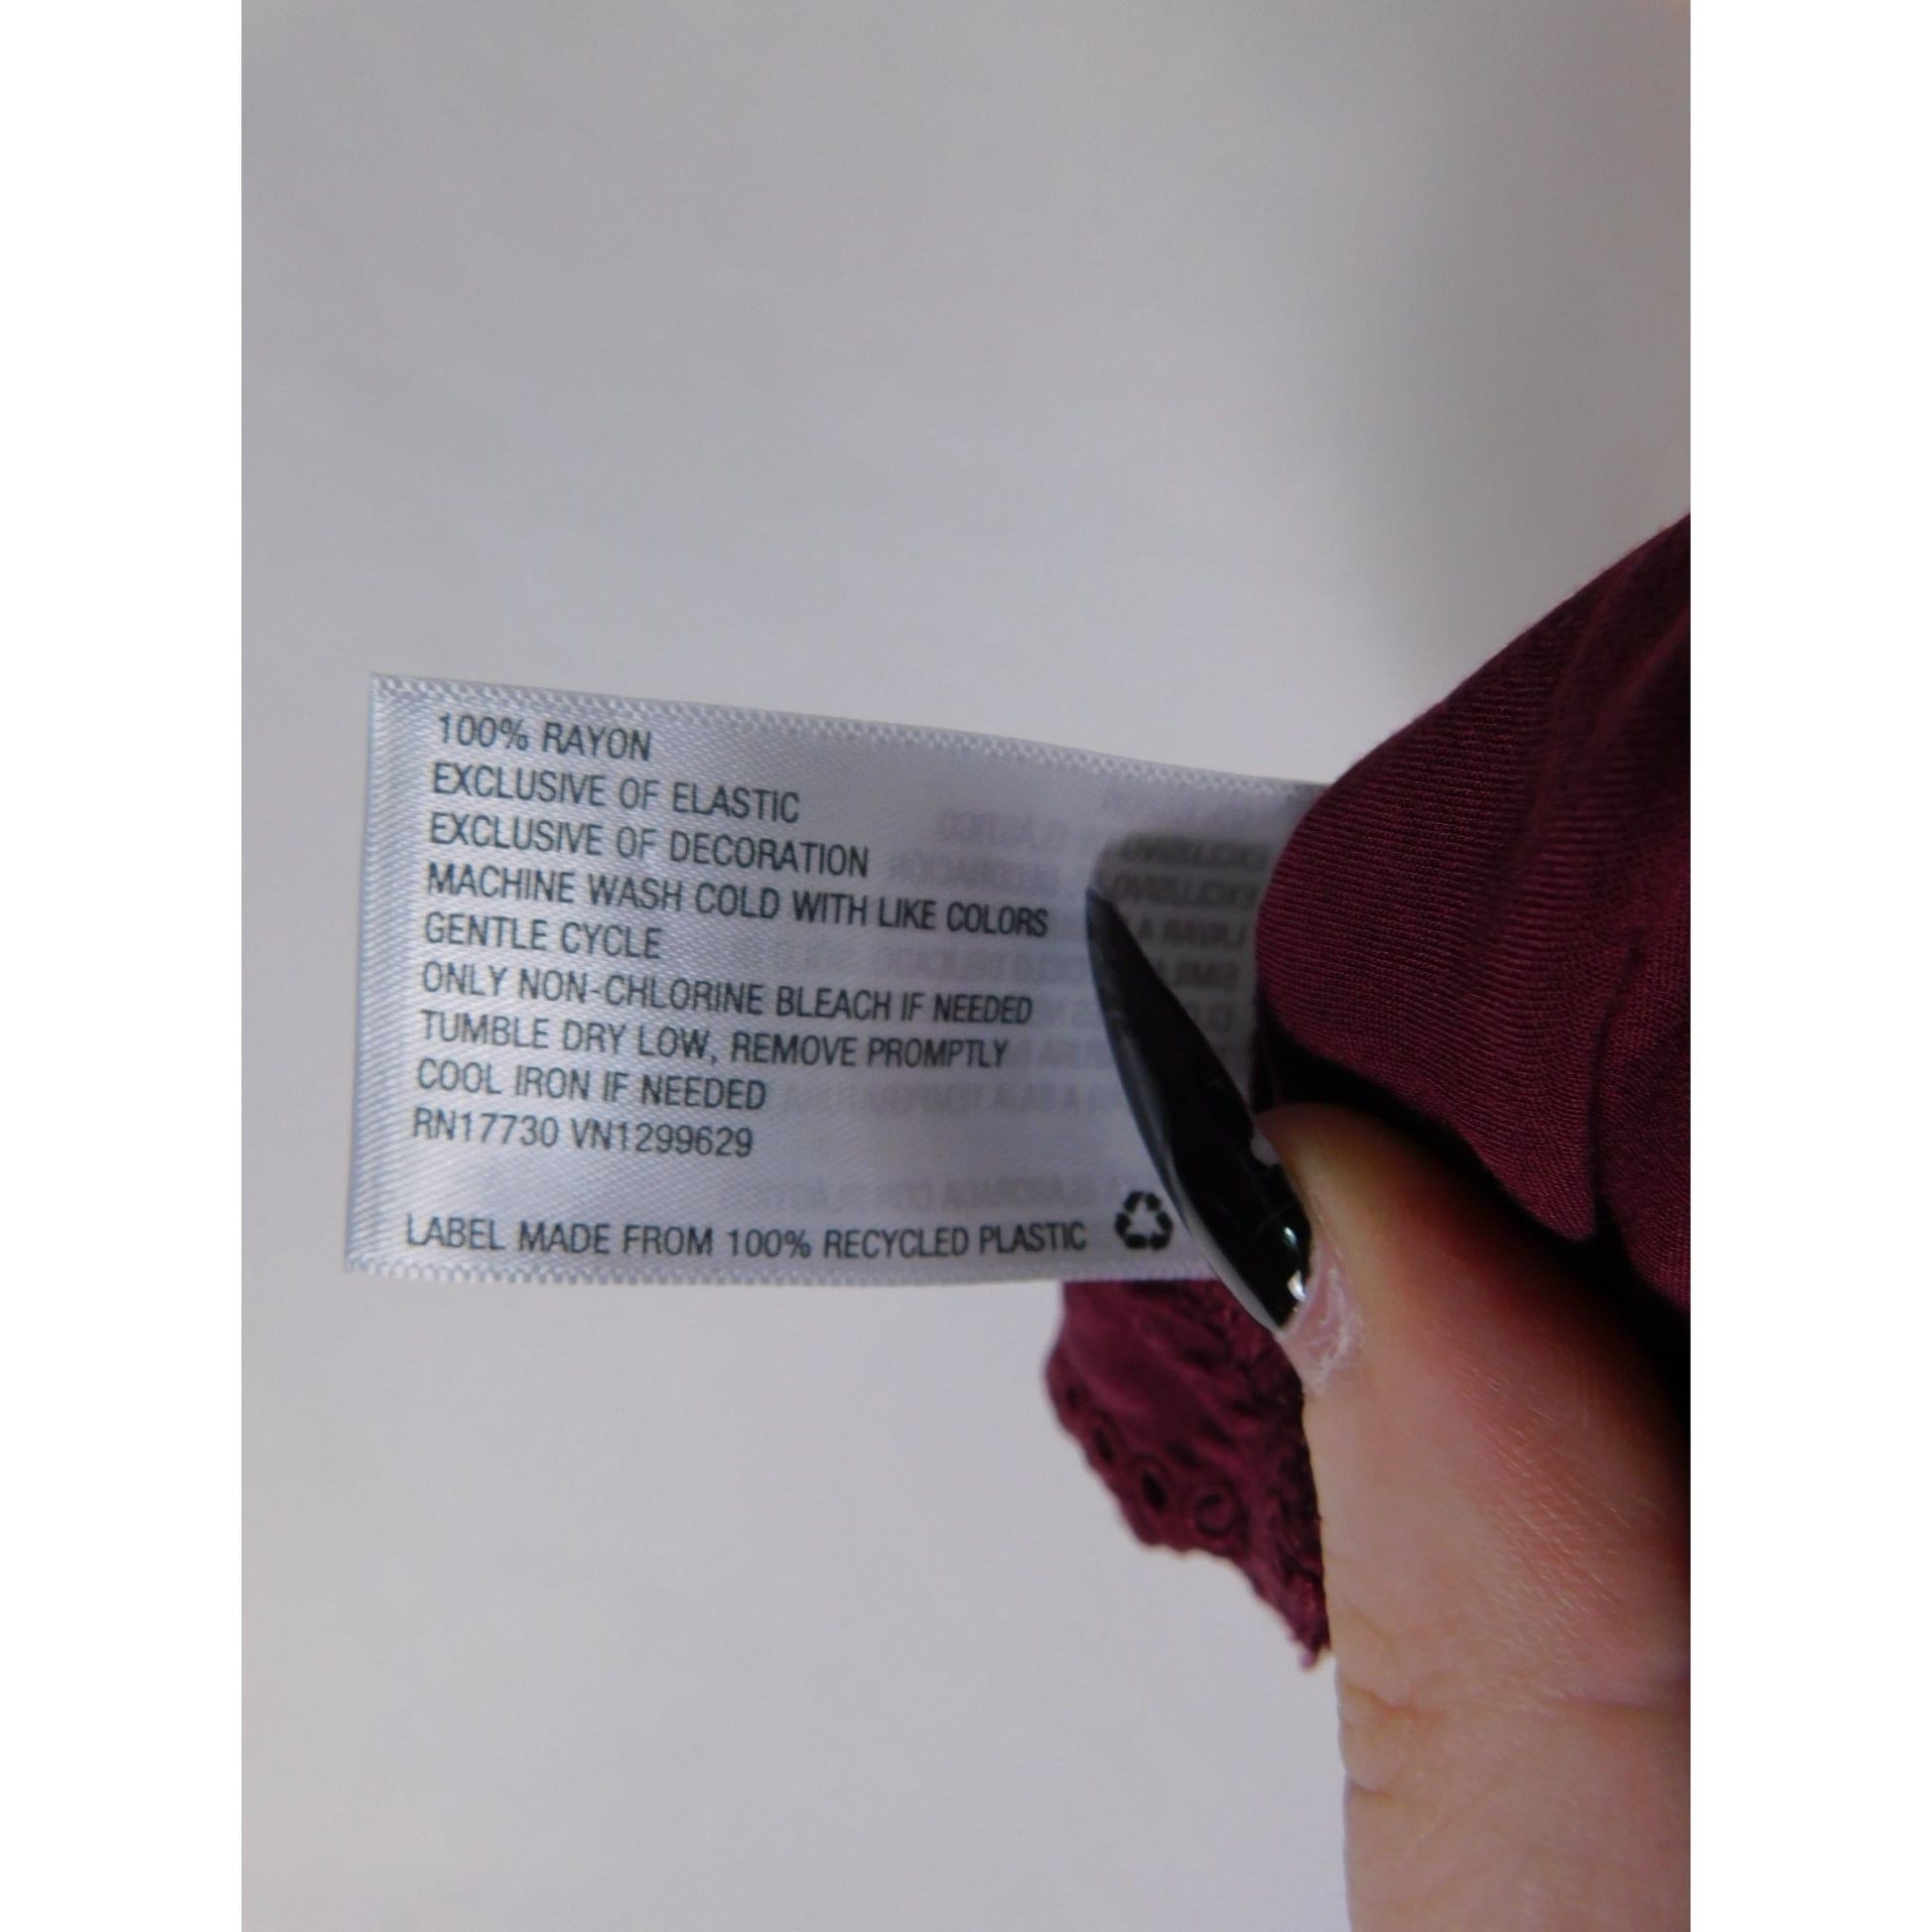 100% RAYON
EXCLUSIVE OF ELASTIC
EXCLUSIVE OF DECORATION
MACHINE WASH COLD WITH LIKE COLORS
GENTLE CYCLE
ONLY NON-CHLORINE BLEACH IF NEEDED
TUMBLE DRY LOW, REMOVE PROMPTLY
COOL IRON IF NEEDED
RN17730 VN1299629
LABEL MADE FROM 100% RECYCLED PLASTIC